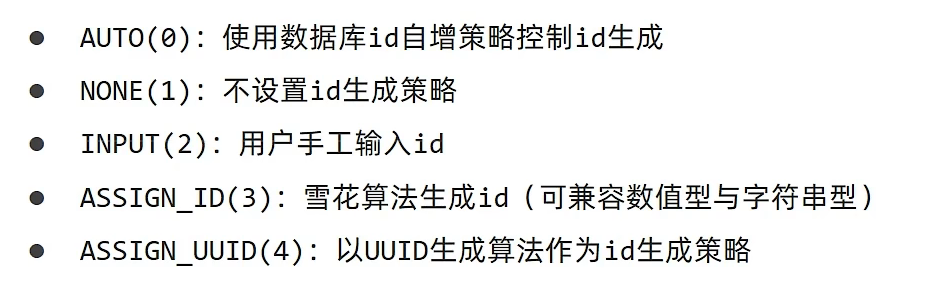 ● AUTO(0)：使用数据库id自增策略控制id生成
● NONE(1)：不设置id生成策略
● INPUT(2)：用户手工输入id
● ASSIGN_ID(3)：雪花算法生成id（可兼容数值型与字符串型）
● ASSIGN_UUID(4)：以UUID生成算法作为id生成策略